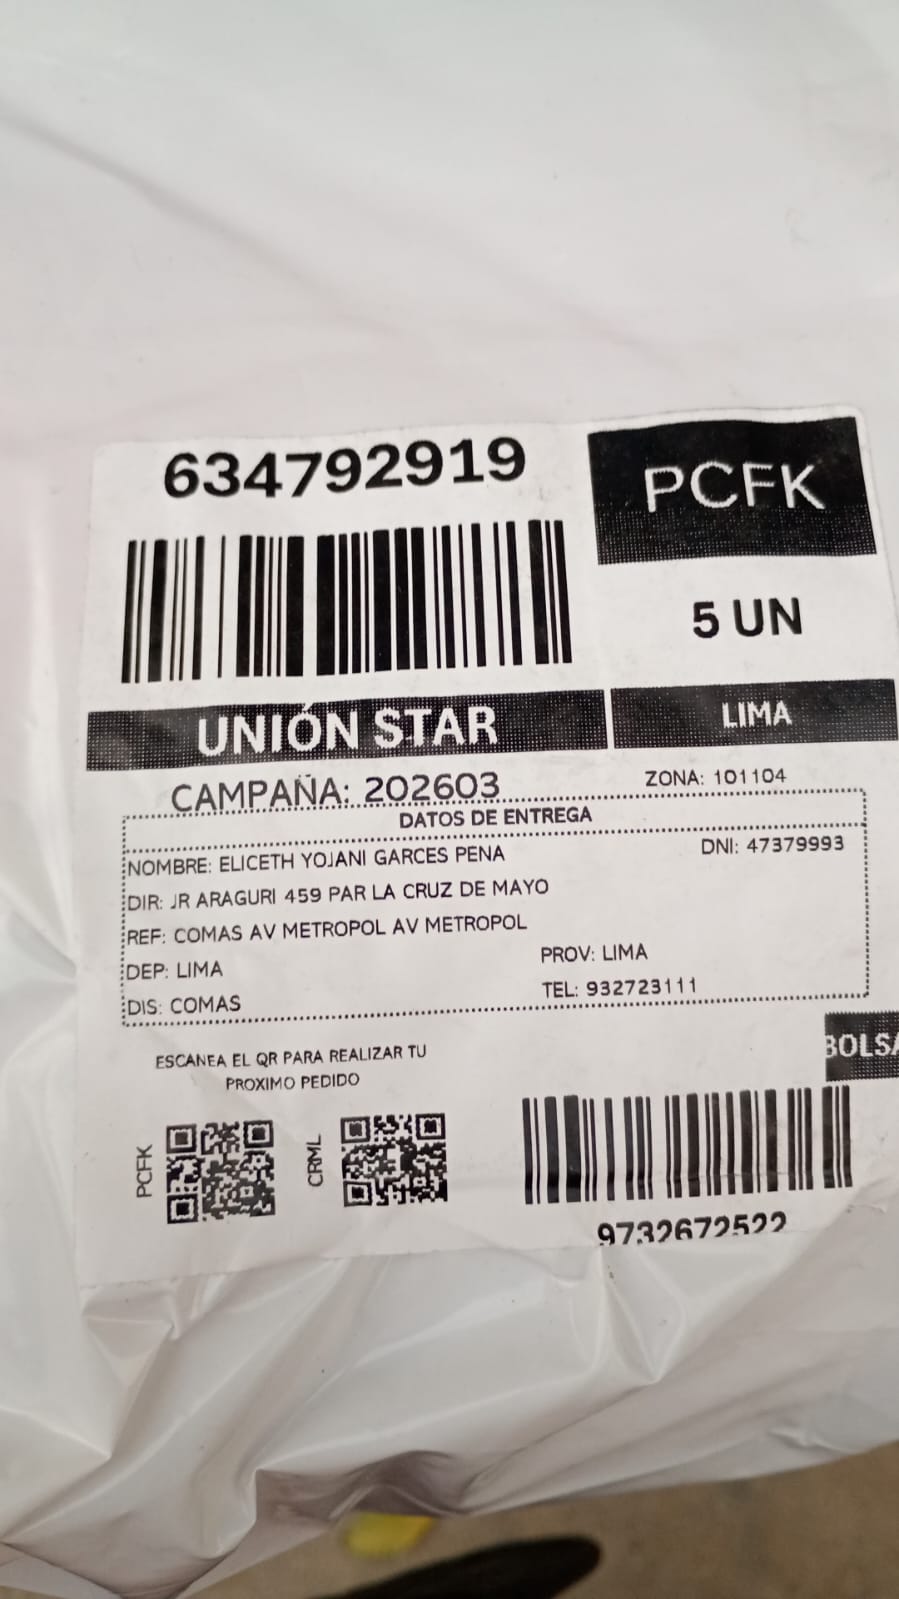 634792919
PCFK
5 UN
UNIÓN STAR
LIMA
CAMPAÑA: 202603
ZONA: 101104
DATOS DE ENTREGA
NOMBRE: ELICETH YOJANI GARCES PENA
DNI: 47379993
DIR: JR ARAGURI 459 PAR LA CRUZ DE MAYO
REF: COMAS AV METROPOL AV METROPOL
DEP: LIMA
PROV: LIMA
DIS: COMAS
TEL: 932723111
ESCANEA EL QR PARA REALIZAR TU
PROXIMO PEDIDO
BOLSA
PCFK
CRML
9732672522